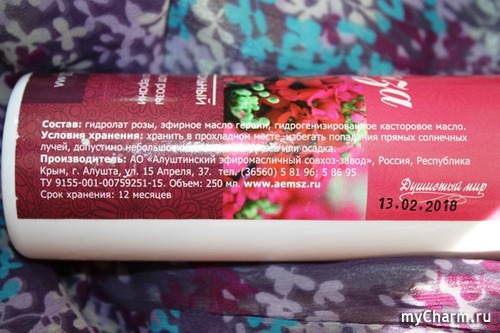 Состав: гидролат розы, эфирное масло герани, гидрогенизированное касторовое масло.
Условия хранения: хранить в прохладном месте, избегать попадания прямых солнечных
лучей, допустимо небольшое осадка.
Производитель: АО «Алуштинский эфиромасличный совхоз-завод», Россия, Республика
Крым, г. Алушта, ул. 15 Апреля, 37. тел. (36560) 5 81 96; 5 86 95
ТУ 9155-001-00759251-15. Объем: 250 мл. www.aemsz.ru
Срок хранения: 12 месяцев
Душистый мир
13.02.2018
myCharm.ru